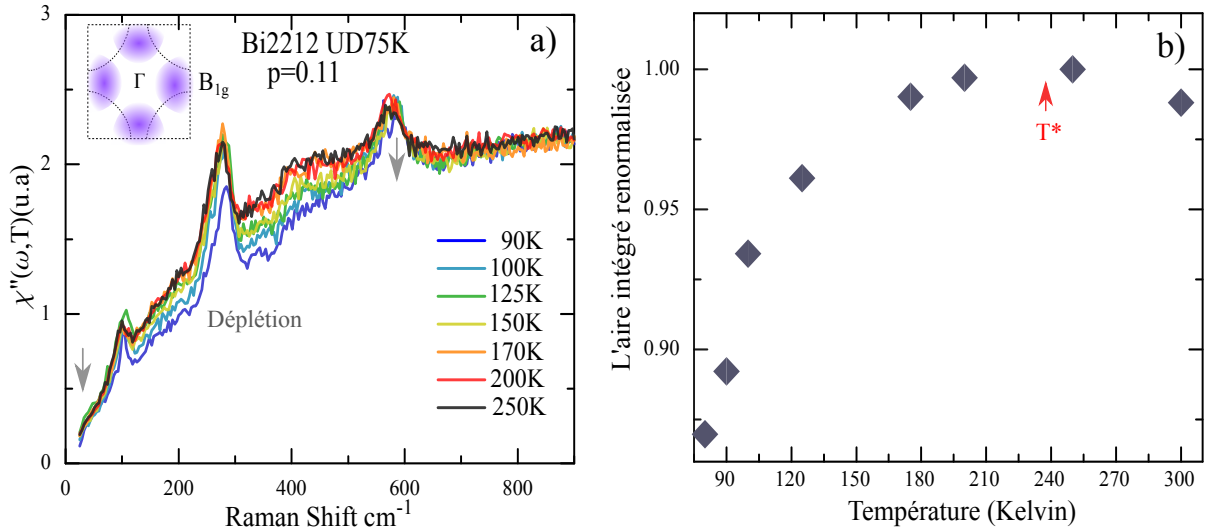 a)
Bi2212 UD75K
p=0.11
Γ
B1g
χ''(ω,T)(u.a)
3
2
1
0
Déplétion
90K
100K
125K
150K
170K
200K
250K
0 200 400 600 800
Raman Shift cm-1
b)
L'aire intégré renormalisée
1.00
0.95
0.90
T*
90 120 150 180 210 240 270 300
Température (Kelvin)